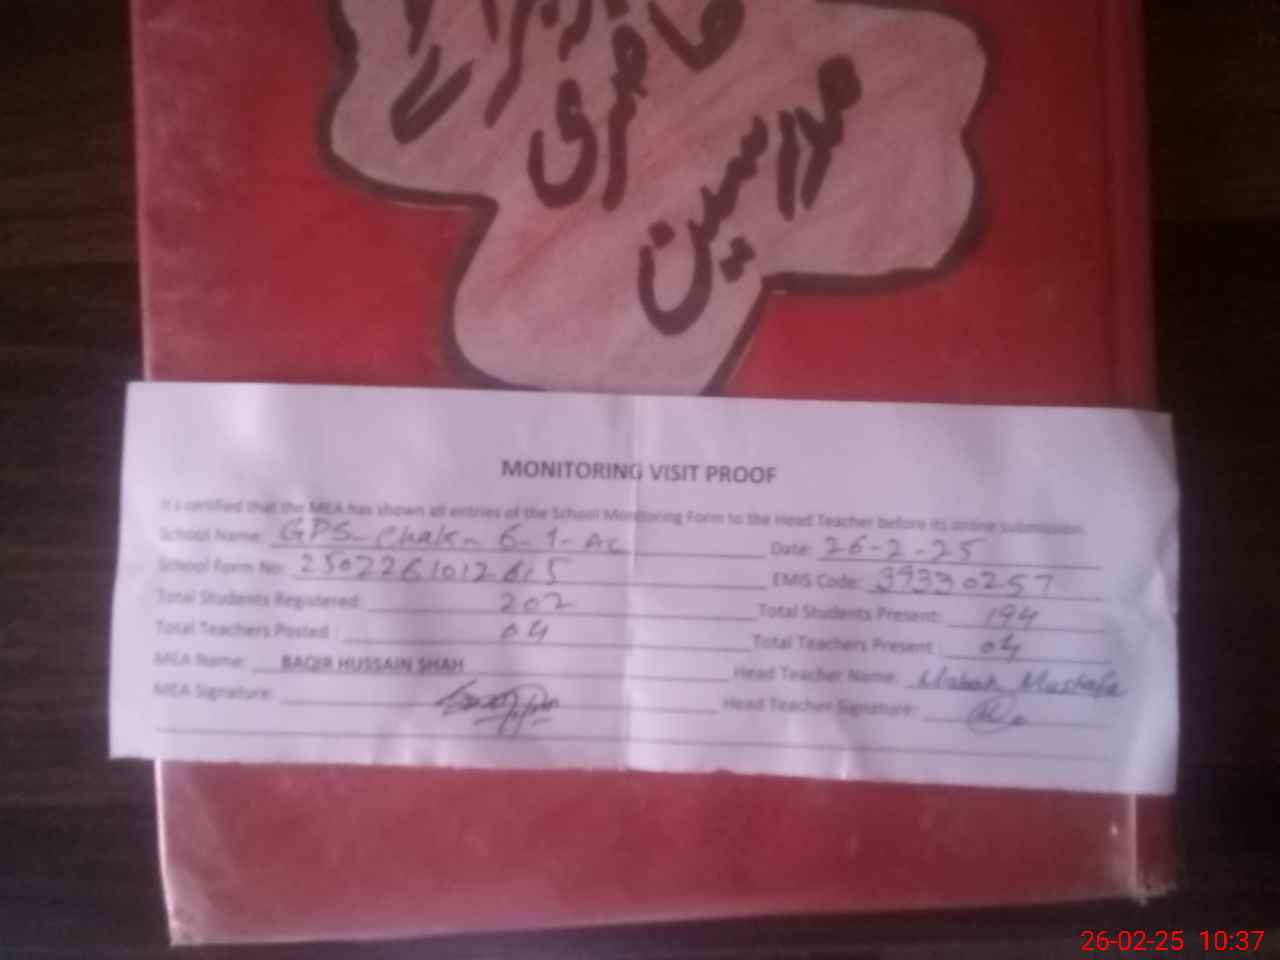 برائے
حاضری
مدرسین
MONITORING VISIT PROOF
It is certified that the MEA has shown all entries of the School Monitoring Form to the Head Teacher before its online submission.
School Name: GPS- Chak- 6-1-AL Date: 26-2-25
School Form No: 2502261012615 EMIS Code: 39330257
Total Students Registered: 202 Total Students Present: 194
Total Teachers Posted : 04 Total Teachers Present : 04
MEA Name: BAQIR HUSSAIN SHAH Head Teacher Name: Mustafa
MEA Signature: Head Teacher Signature:
26-02-25 10:37